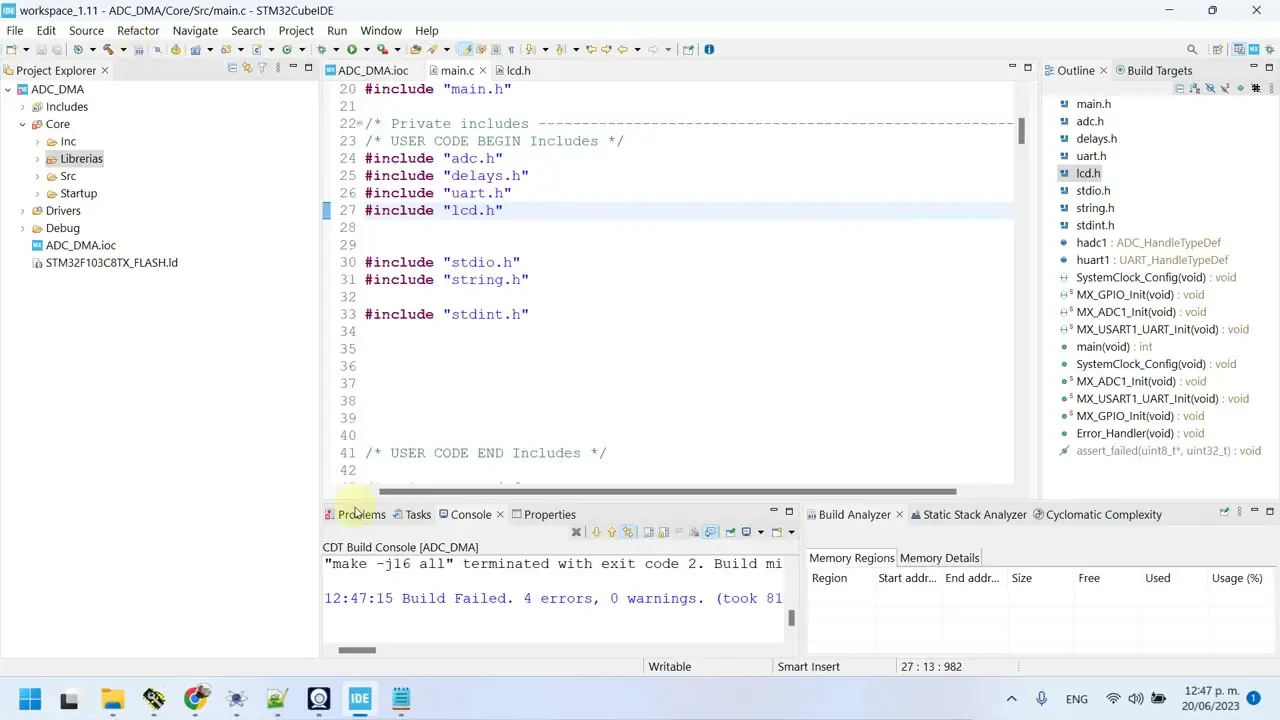 workspace_1.11 - ADC_DMA/Core/Src/main.c - STM32CubeIDE
File Edit Source Refactor Navigate Search Project Run Window Help
Project Explorer
ADC_DMA
Includes
Core
Inc
Librerias
Src
Startup
Drivers
Debug
ADC_DMA.ioc
STM32F103C8TX_FLASH.ld
ADC_DMA.ioc main.c lcd.h
20 #include "main.h"
21
22 /* Private includes -------------------------------------------------------
23 /* USER CODE BEGIN Includes */
24 #include "adc.h"
25 #include "delays.h"
26 #include "uart.h"
27 #include "lcd.h"
28
29
30 #include "stdio.h"
31 #include "string.h"
32
33 #include "stdint.h"
34
35
36
37
38
39
40
41 /* USER CODE END Includes */
42
Outline Build Targets
main.h
adc.h
delays.h
uart.h
lcd.h
stdio.h
string.h
stdint.h
hadc1 : ADC_HandleTypeDef
huart1 : UART_HandleTypeDef
SystemClock_Config(void) : void
MX_GPIO_Init(void) : void
MX_ADC1_Init(void) : void
MX_USART1_UART_Init(void) : void
main(void) : int
SystemClock_Config(void) : void
MX_ADC1_Init(void) : void
MX_USART1_UART_Init(void) : void
MX_GPIO_Init(void) : void
Error_Handler(void) : void
assert_failed(uint8_t*, uint32_t) : void
Problems Tasks Console Properties
CDT Build Console [ADC_DMA]
"make -j16 all" terminated with exit code 2. Build mi
12:47:15 Build Failed. 4 errors, 0 warnings. (took 81
Build Analyzer Static Stack Analyzer Cyclomatic Complexity
Memory Regions Memory Details
Region Start addr... End addr... Size Free Used Usage (%)
Writable Smart Insert 27 : 13 : 982
IDE ENG 12:47 p. m.
20/06/2023 1